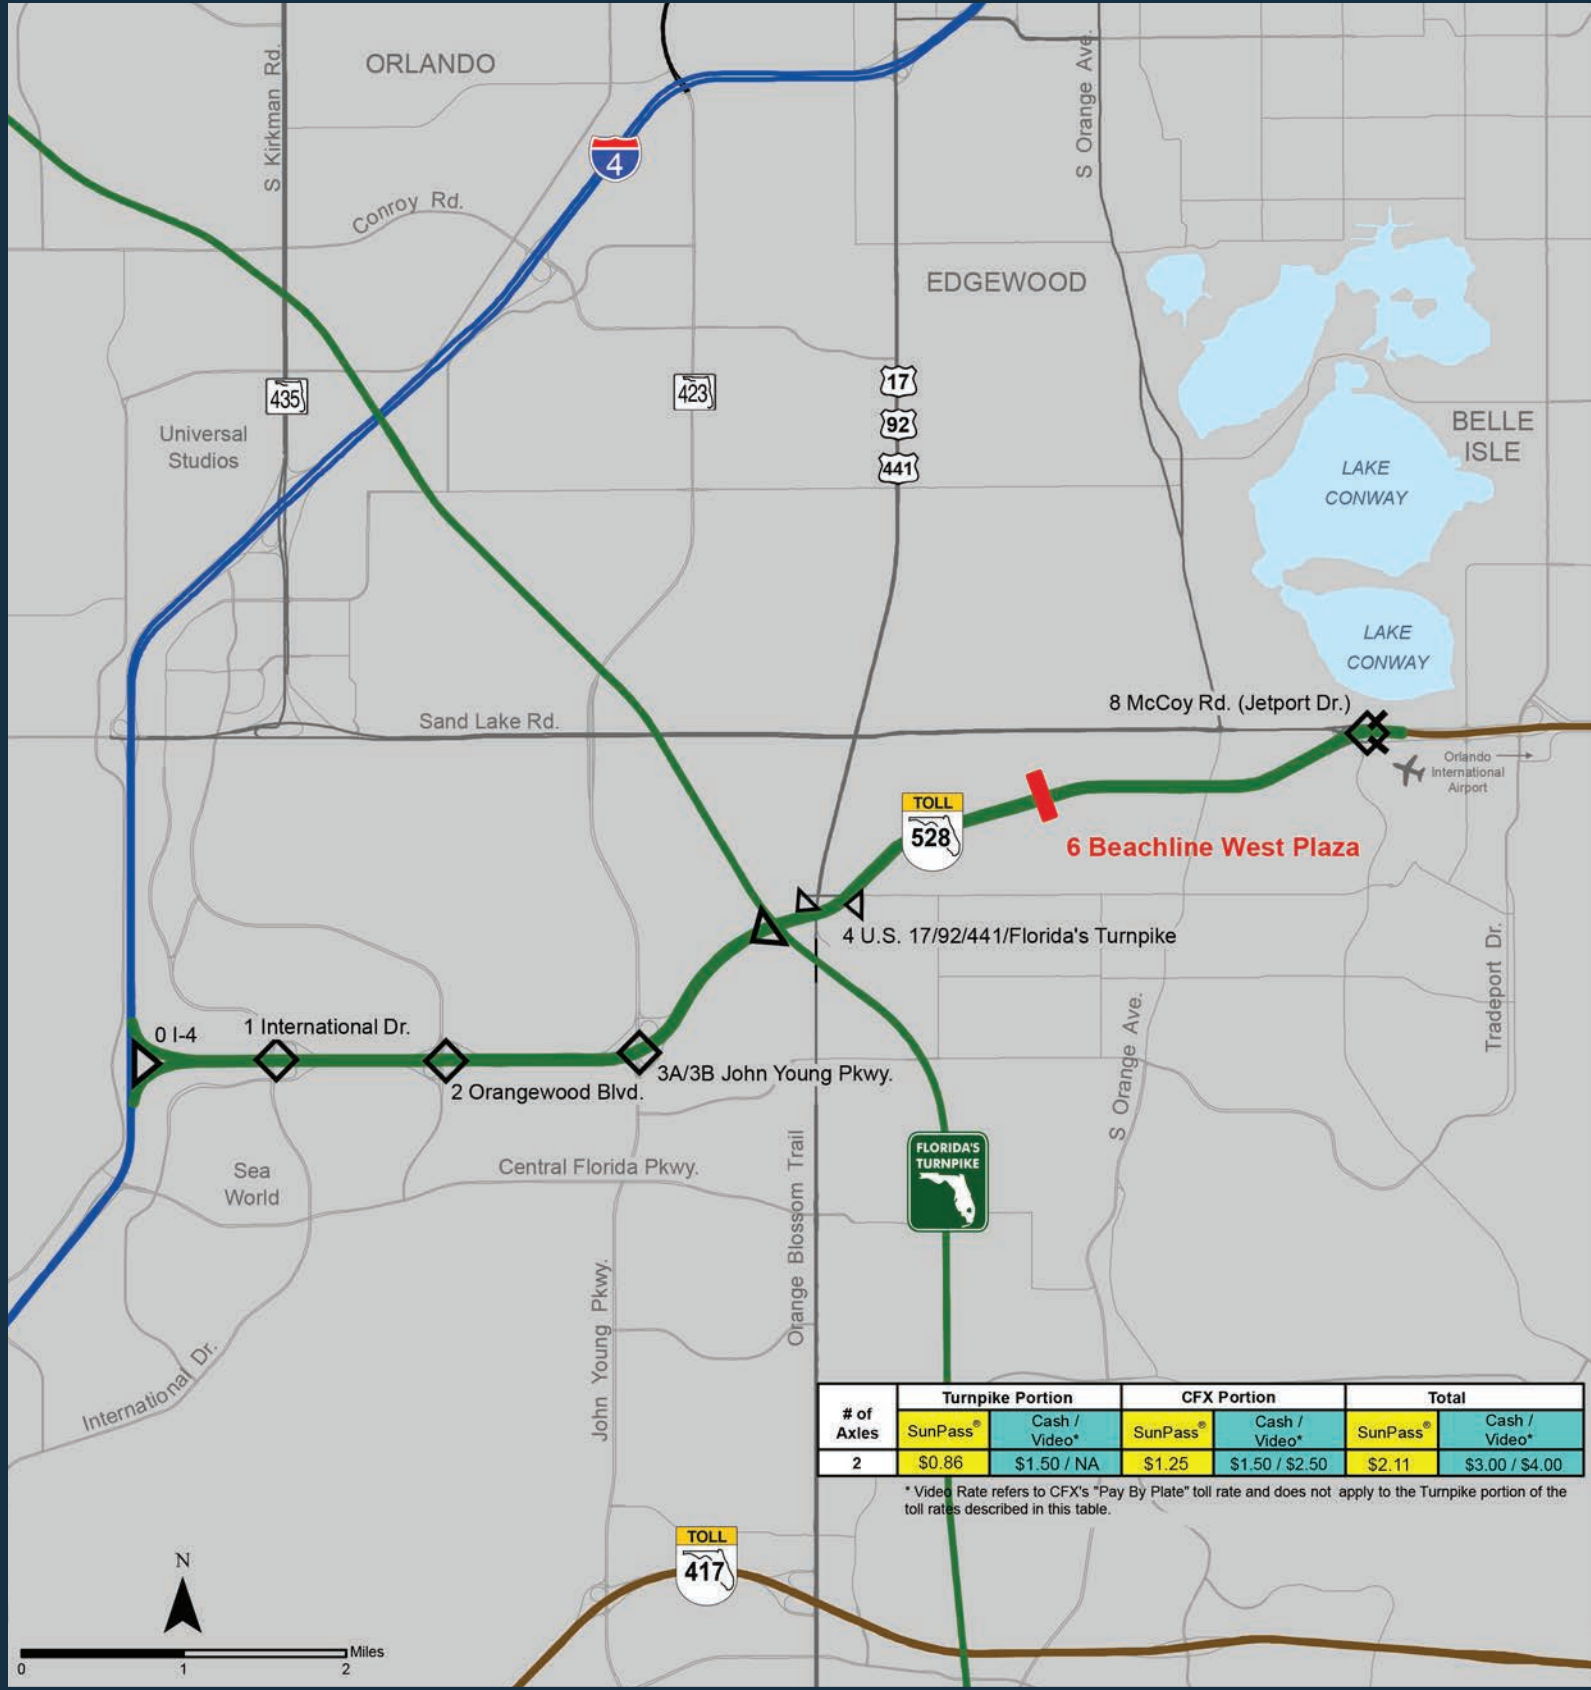 ORLANDO
S Kirkman Rd.
S Orange Ave.
4
Conroy Rd.
EDGEWOOD
435
423
17
92
441
Universal
Studios
BELLE
ISLE
LAKE
CONWAY
LAKE
CONWAY
8 McCoy Rd. (Jetport Dr.)
Sand Lake Rd.
Orlando
International
Airport
TOLL
528
6 Beachline West Plaza
4 U.S. 17/92/441/Florida's Turnpike
Tradeport Dr.
0 I-4
1 International Dr.
2 Orangewood Blvd.
3A/3B John Young Pkwy.
S Orange Ave.
FLORIDA'S
TURNPIKE
Sea
World
Central Florida Pkwy.
Orange Blossom Trail
John Young Pkwy.
International Dr.
# of
Axles
Turnpike Portion
CFX Portion
Total
SunPass®
Cash /
Video*
SunPass®
Cash /
Video*
SunPass®
Cash /
Video*
2
$0.86
$1.50 / NA
$1.25
$1.50 / $2.50
$2.11
$3.00 / $4.00
* Video Rate refers to CFX's "Pay By Plate" toll rate and does not apply to the Turnpike portion of the
toll rates described in this table.
TOLL
417
N
Miles
0 1 2